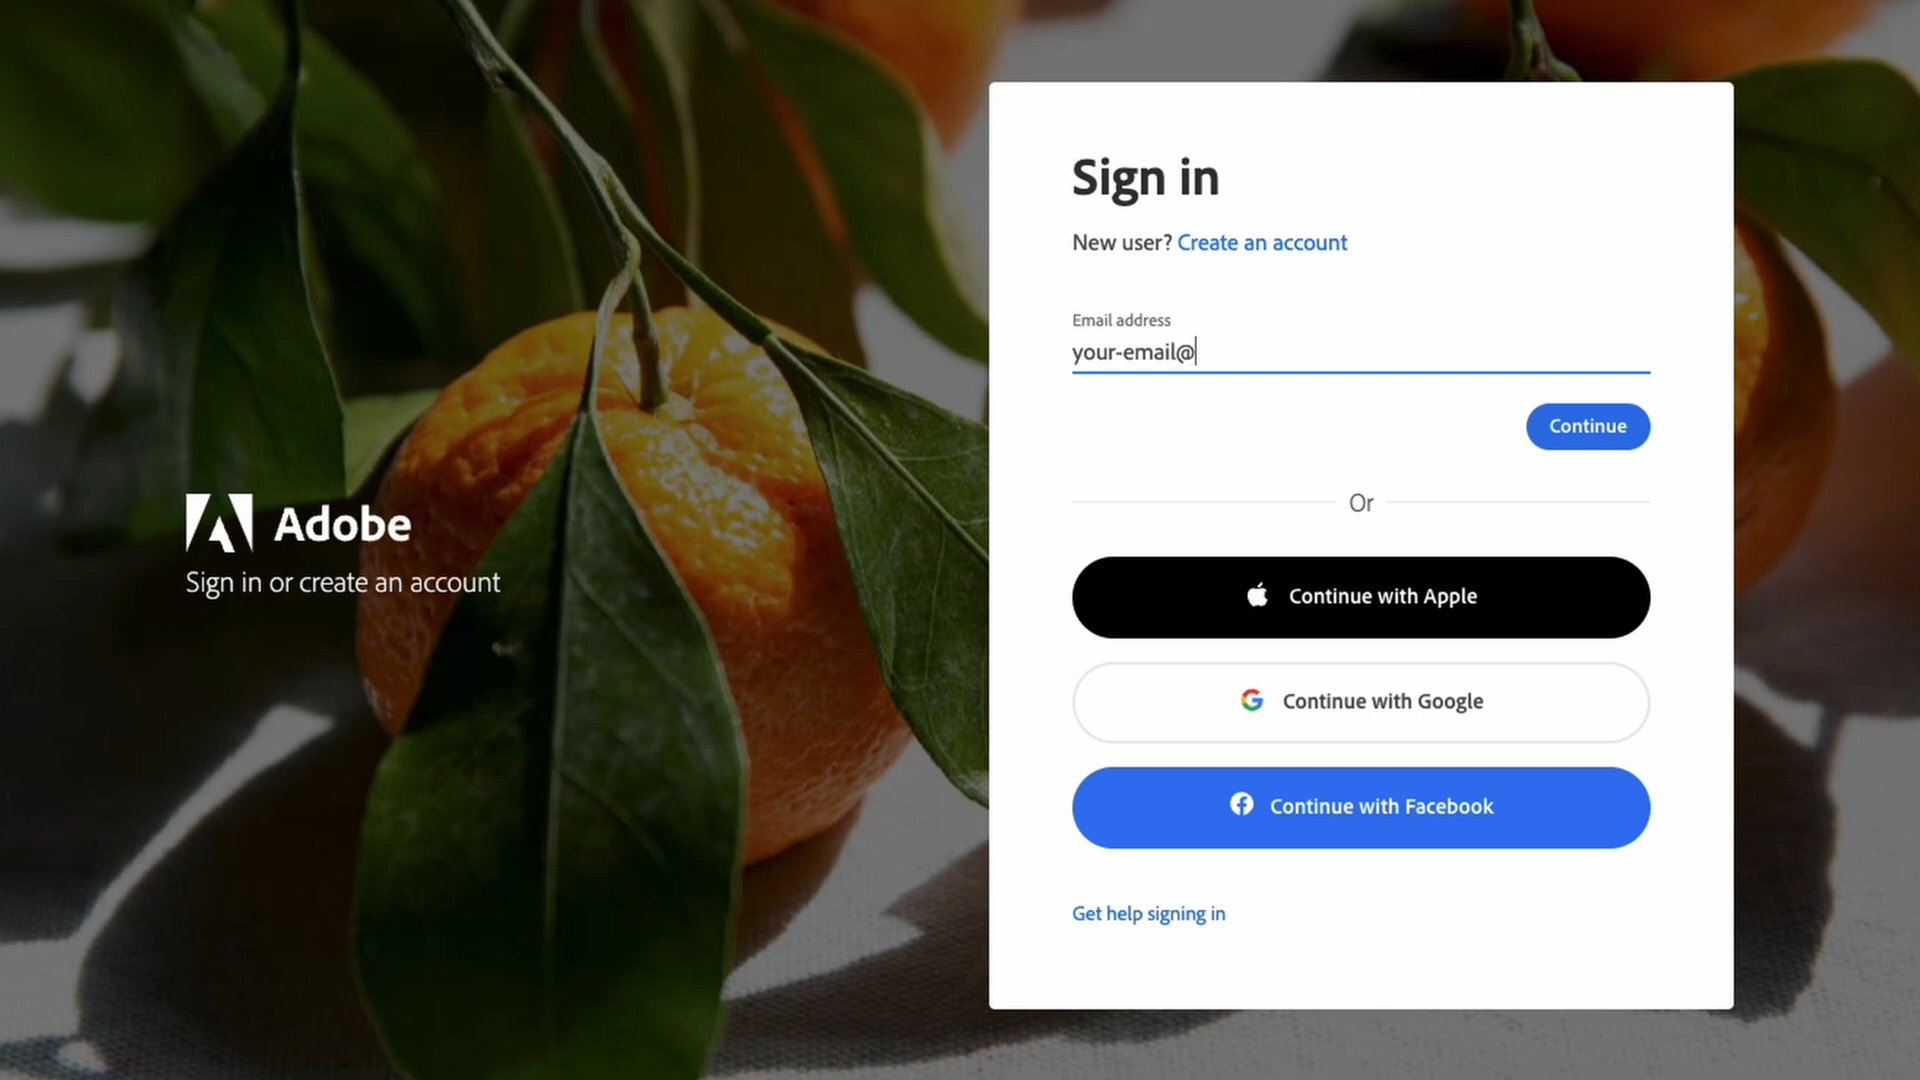 Adobe
Sign in or create an account
Sign in
New user? Create an account
Email address
your-email@
Continue
Or
Continue with Apple
Continue with Google
Continue with Facebook
Get help signing in